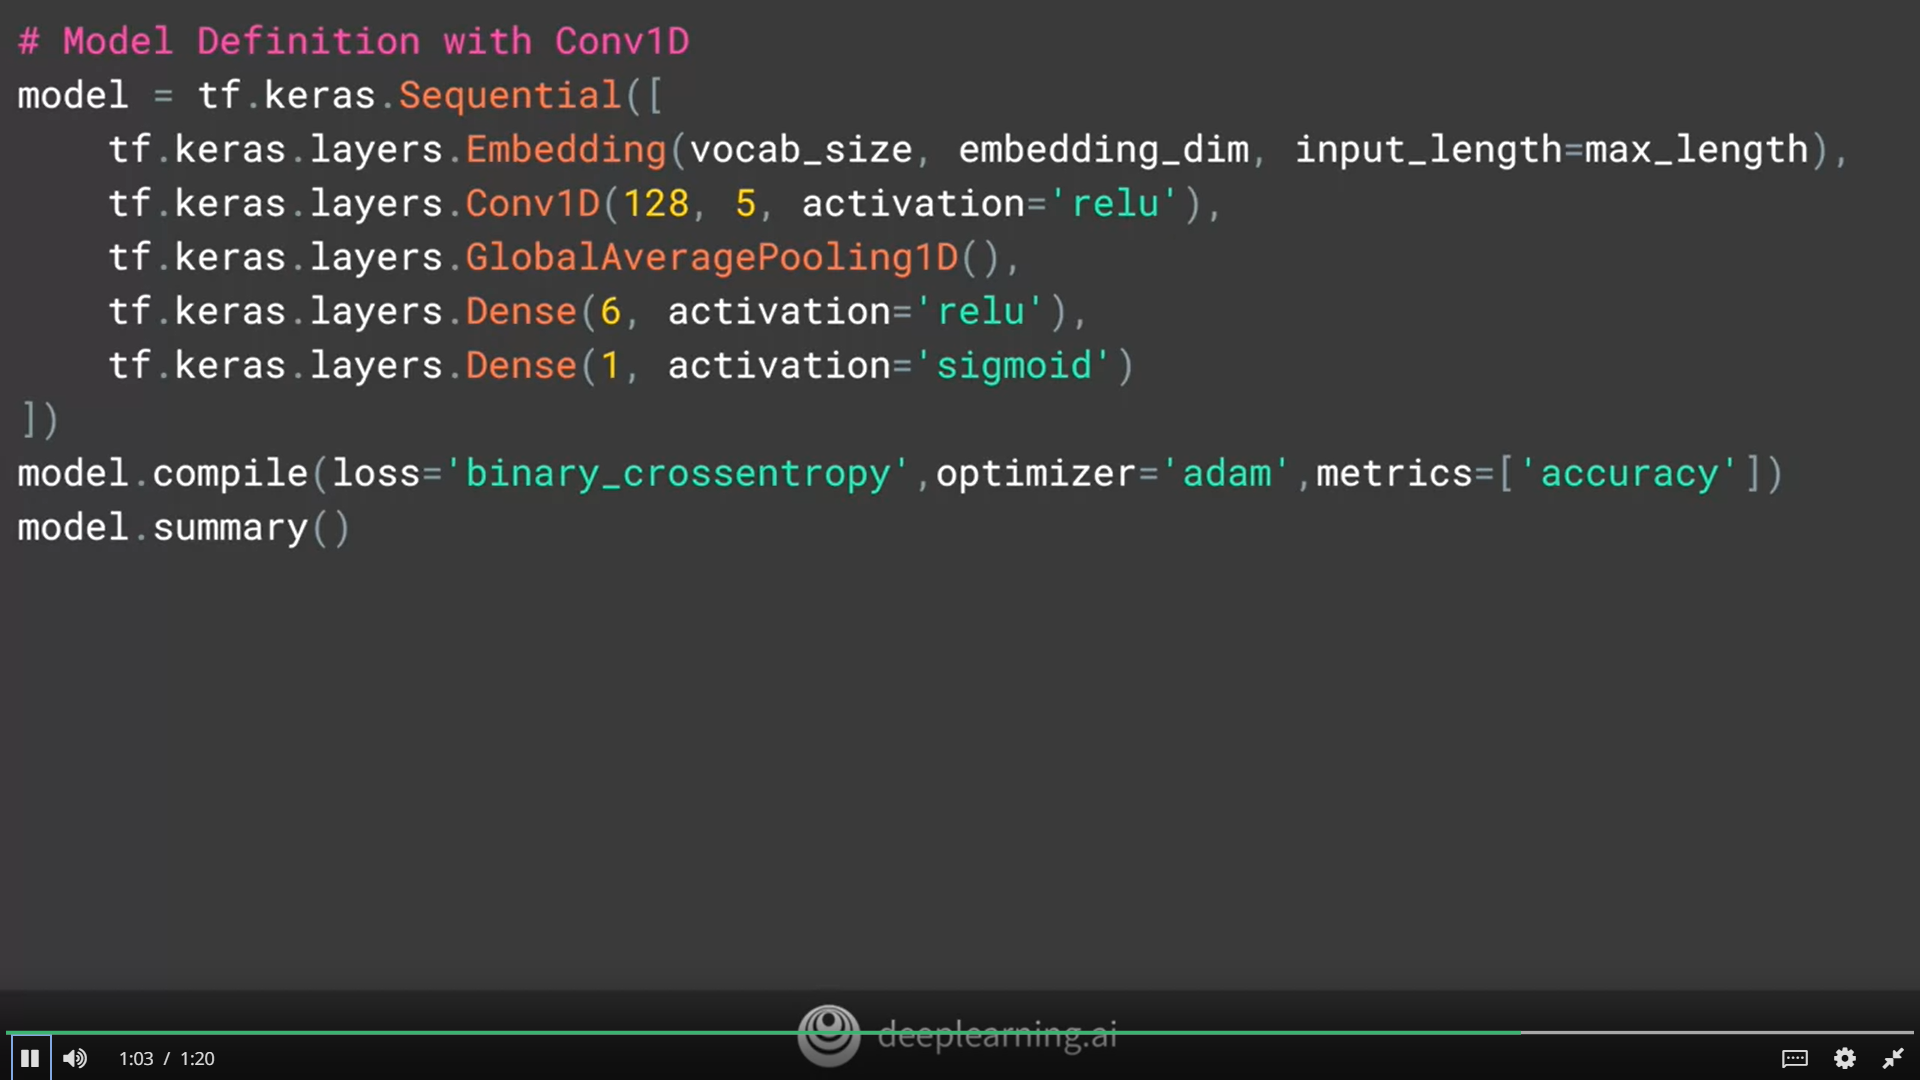 # Model Definition with Conv1D
model = tf.keras.Sequential([
    tf.keras.layers.Embedding(vocab_size, embedding_dim, input_length=max_length),
    tf.keras.layers.Conv1D(128, 5, activation='relu'),
    tf.keras.layers.GlobalAveragePooling1D(),
    tf.keras.layers.Dense(6, activation='relu'),
    tf.keras.layers.Dense(1, activation='sigmoid')
])
model.compile(loss='binary_crossentropy',optimizer='adam',metrics=['accuracy'])
model.summary()
deeplearning.ai
1:03 / 1:20